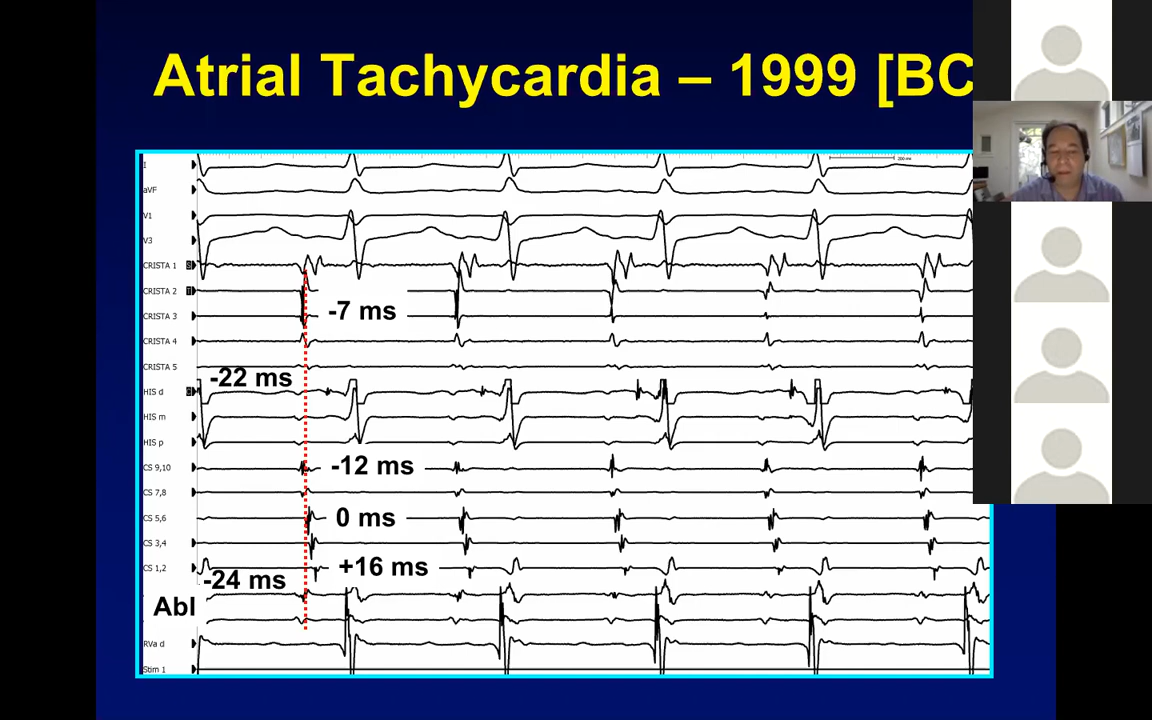 Atrial Tachycardia – 1999 [BC
I
200 ms
aVF
V1
V3
CRISTA 1
CRISTA 2
-7 ms
CRISTA 3
CRISTA 4
CRISTA 5
-22 ms
HIS d
HIS m
HIS p
CS 9,10
-12 ms
CS 7,8
CS 5,6
0 ms
CS 3,4
CS 1,2
+16 ms
-24 ms
Abl
RVa d
Stim 1